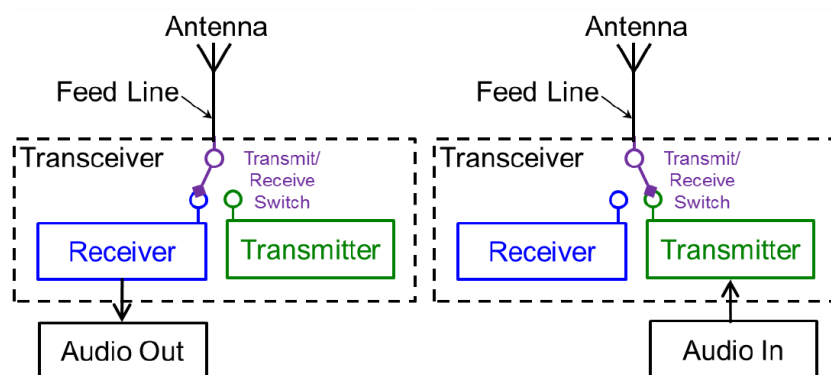 Antenna
Feed Line
Transceiver
Transmit/
Receive
Switch
Receiver
Transmitter
Audio Out
Antenna
Feed Line
Transceiver
Transmit/
Receive
Switch
Receiver
Transmitter
Audio In